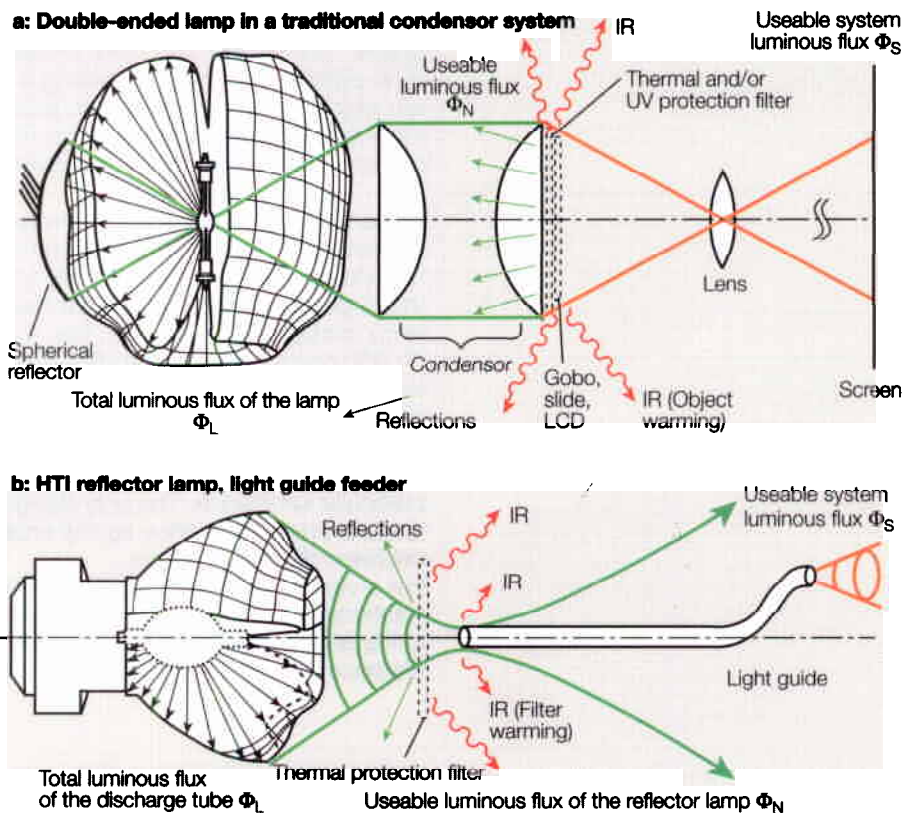 a: Double-ended lamp in a traditional condensor system
IR
Useable system
luminous flux ΦS
Useable
luminous flux
ΦN
Thermal and/or
UV protection filter
Lens
Spherical
reflector
Condensor
Total luminous flux of the lamp
ΦL
Reflections
Gobo,
slide,
LCD
IR (Object
warming)
Screen
b: HTI reflector lamp, light guide feeder
Reflections
IR
Useable system
luminous flux ΦS
IR
Light guide
IR (Filter
warming)
Thermal protection filter
Total luminous flux
of the discharge tube ΦL
Useable luminous flux of the reflector lamp ΦN